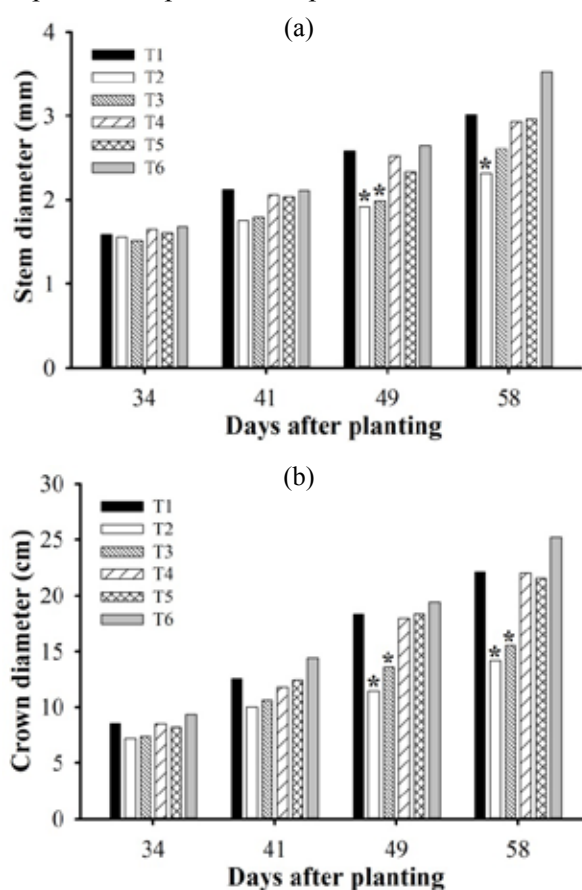 (a)
Stem diameter (mm)
4
3
2
1
0
T1
T2
T3
T4
T5
T6
* *
*
34 41 49 58
Days after planting
(b)
Crown diameter (cm)
30
25
20
15
10
5
0
T1
T2
T3
T4
T5
T6
* *
* *
34 41 49 58
Days after planting